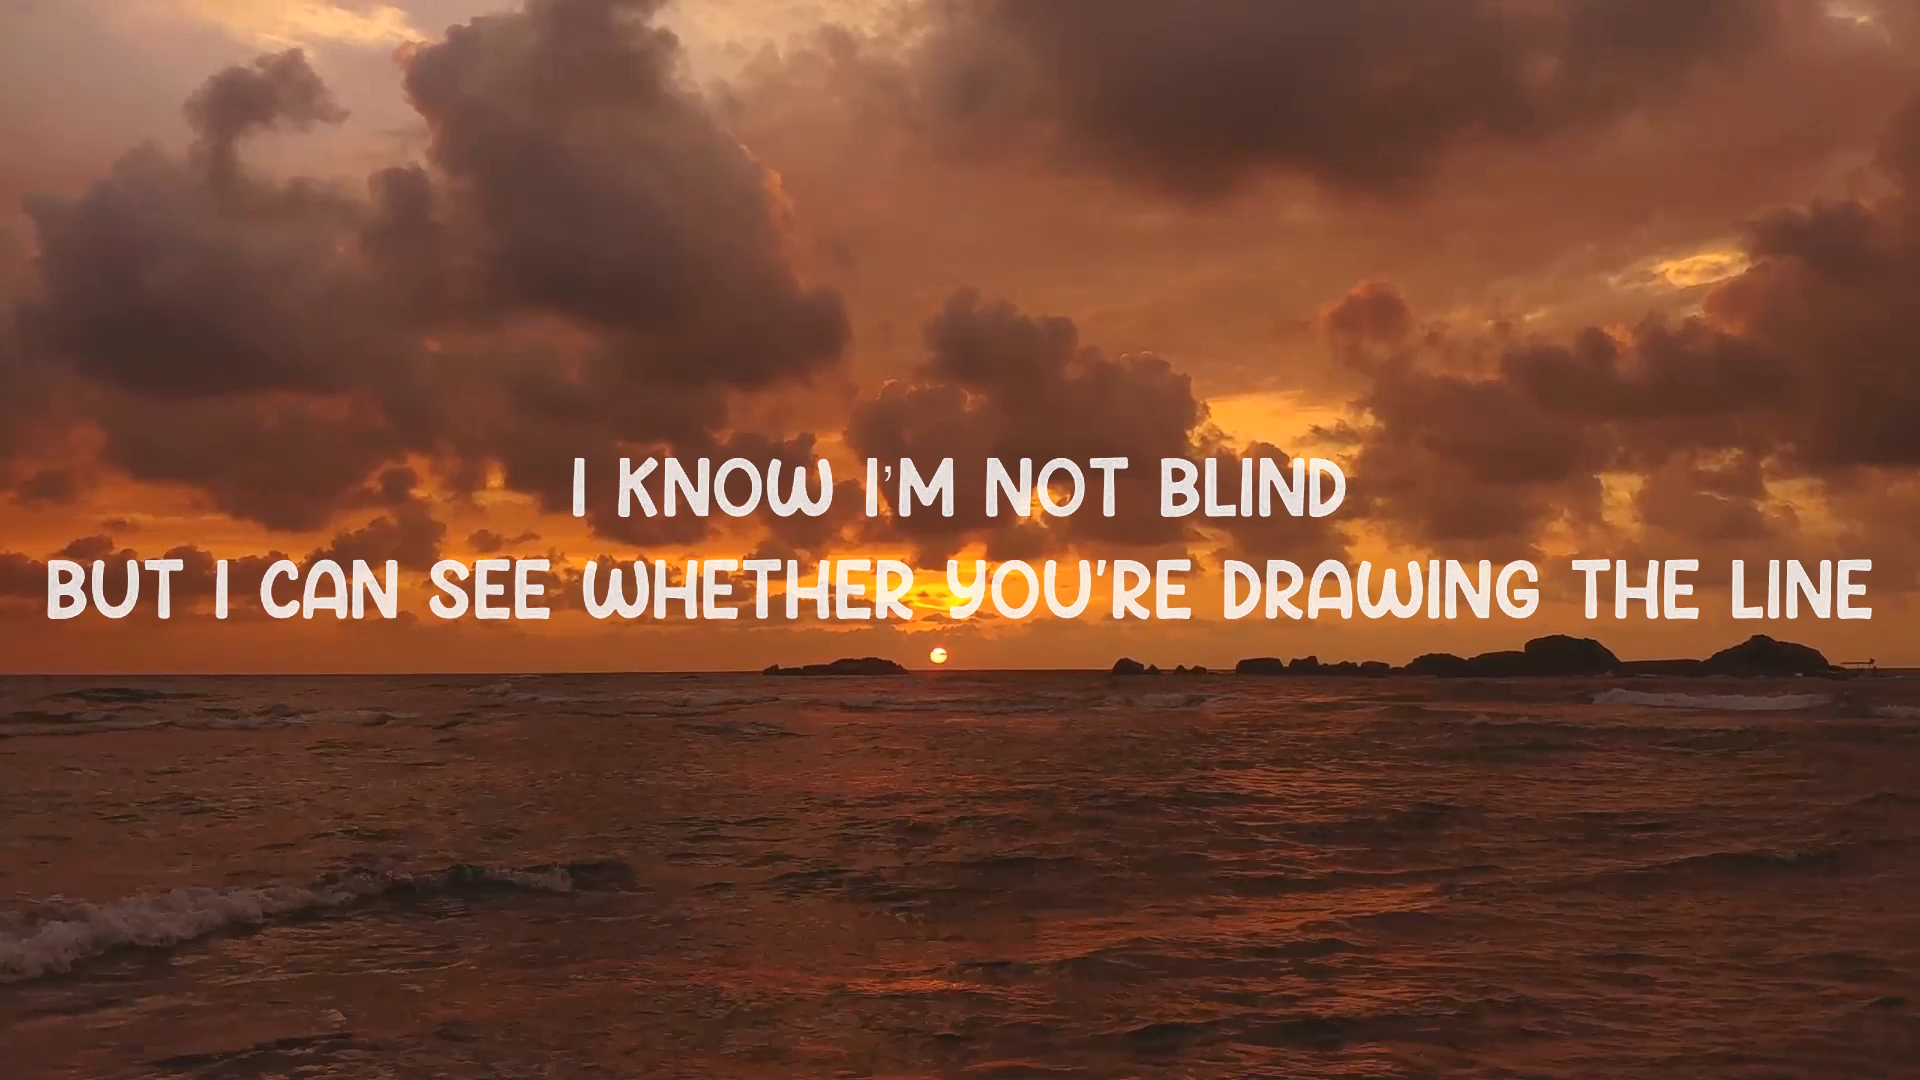 I KNOW I'M NOT BLIND
BUT I CAN SEE WHETHER YOU'RE DRAWING THE LINE